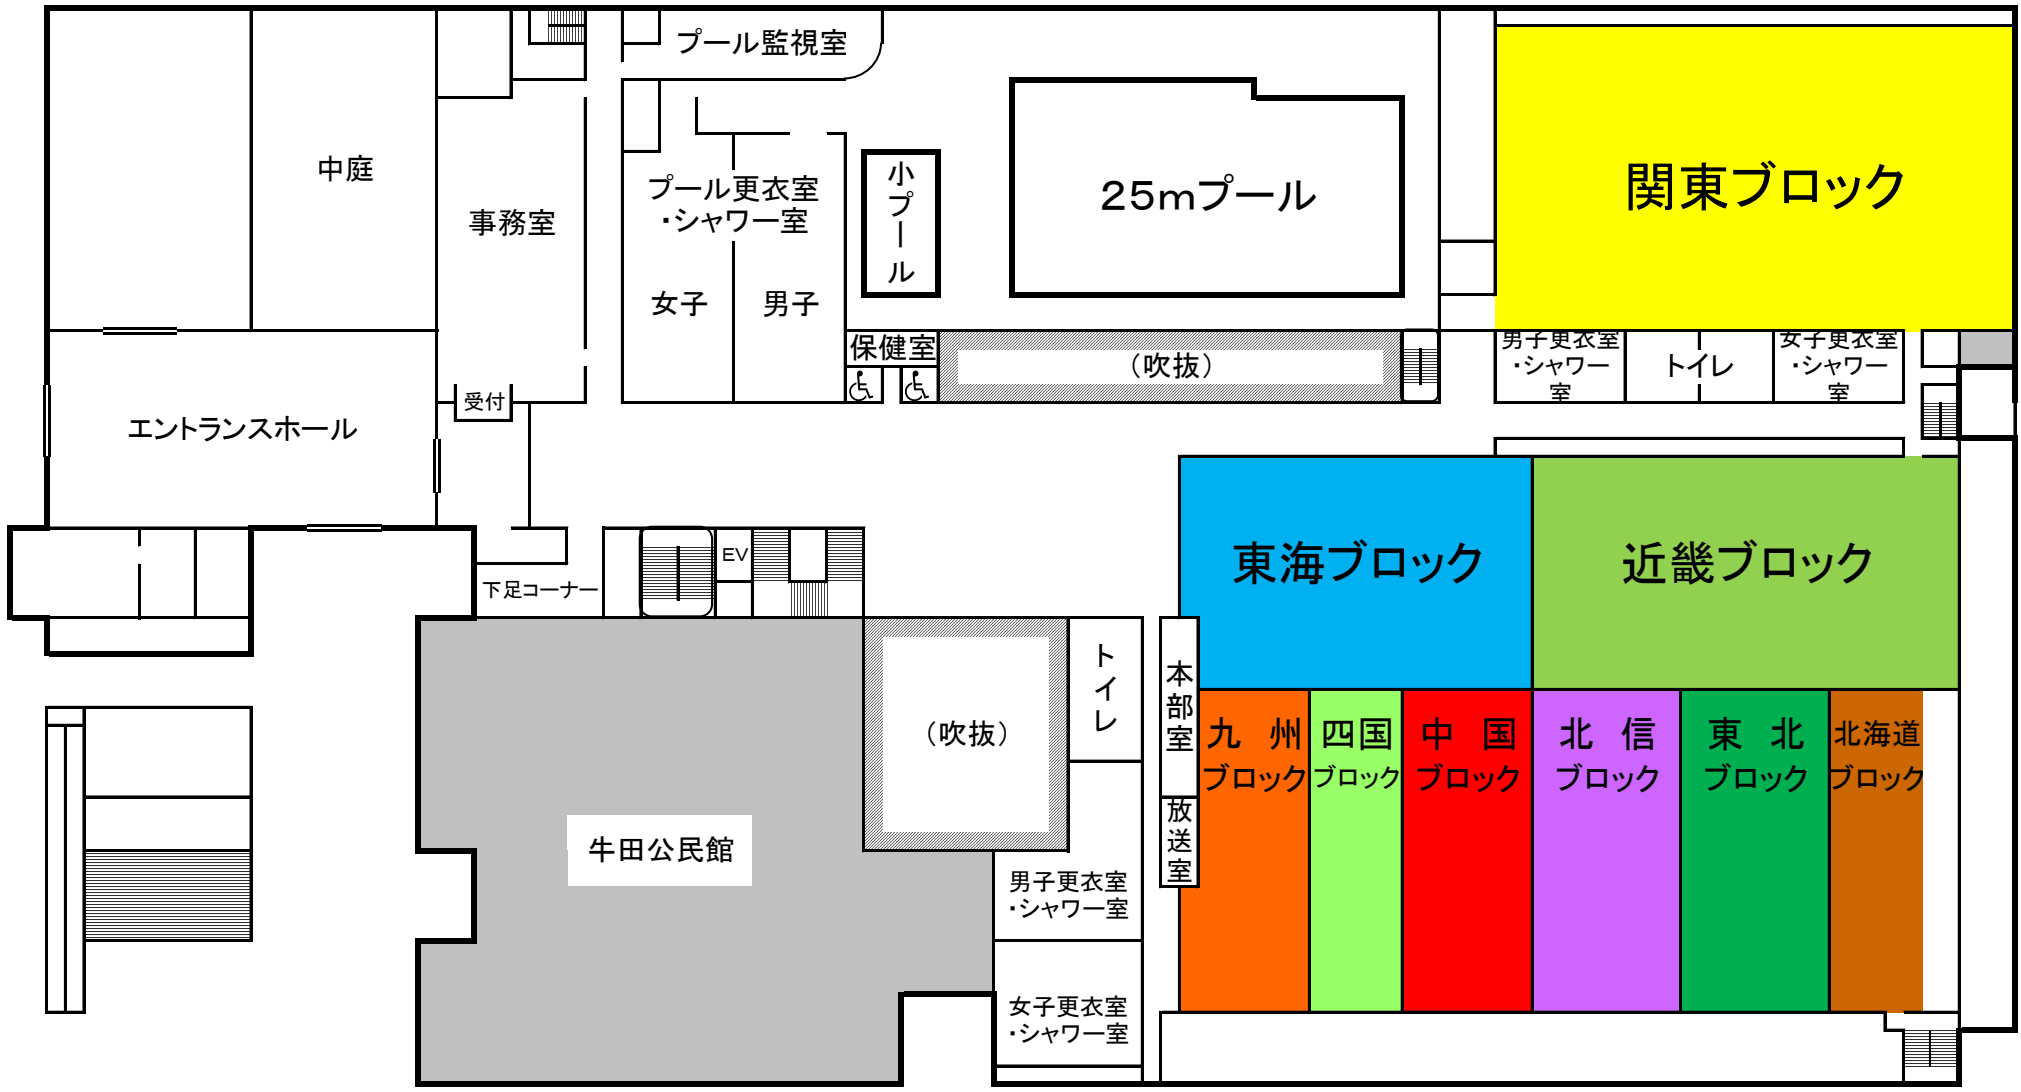 プール監視室
中庭
事務室
プール更衣室
・シャワー室
女子
男子
小プール
25mプール
関東ブロック
保健室
(吹抜)
男子更衣室
・シャワー
室
トイレ
女子更衣室
・シャワー
室
受付
エントランスホール
東海ブロック
近畿ブロック
EV
下足コーナー
トイレ
本部室
(吹抜)
九 州
ブロック
四国
ブロック
中 国
ブロック
北 信
ブロック
東 北
ブロック
北海道
ブロック
放送室
牛田公民館
男子更衣室
・シャワー室
女子更衣室
・シャワー室